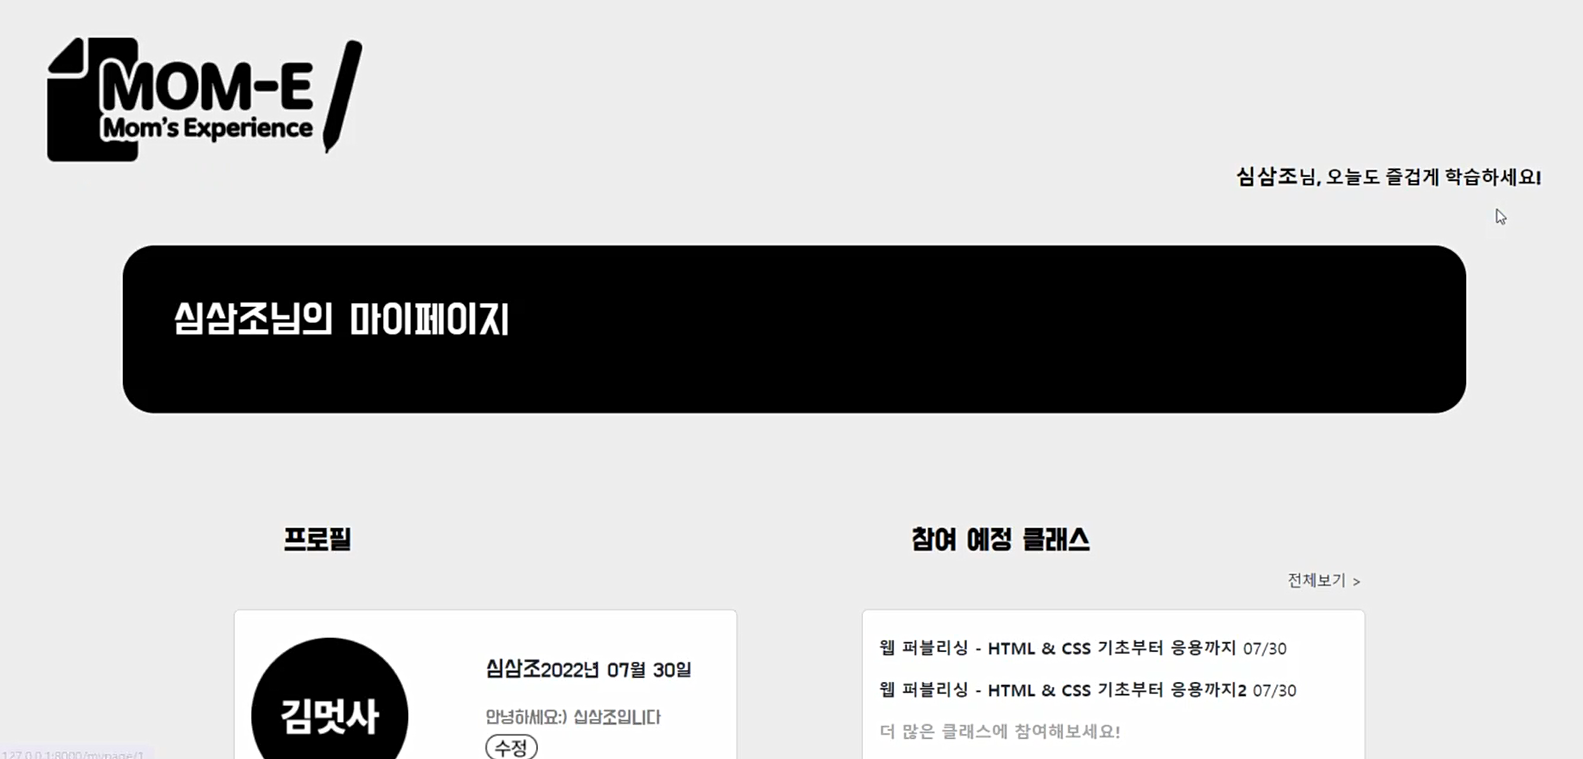 MOM-E
Mom's Experience
심삼조님, 오늘도 즐겁게 학습하세요!
심삼조님의 마이페이지
프로필
참여 예정 클래스
전체보기 >
김멋사
심삼조2022년 07월 30일
안녕하세요:) 십삼조입니다
수정
웹 퍼블리싱 - HTML & CSS 기초부터 응용까지 07/30
웹 퍼블리싱 - HTML & CSS 기초부터 응용까지2 07/30
더 많은 클래스에 참여해보세요!
127.0.0.1:8000/mypage/1